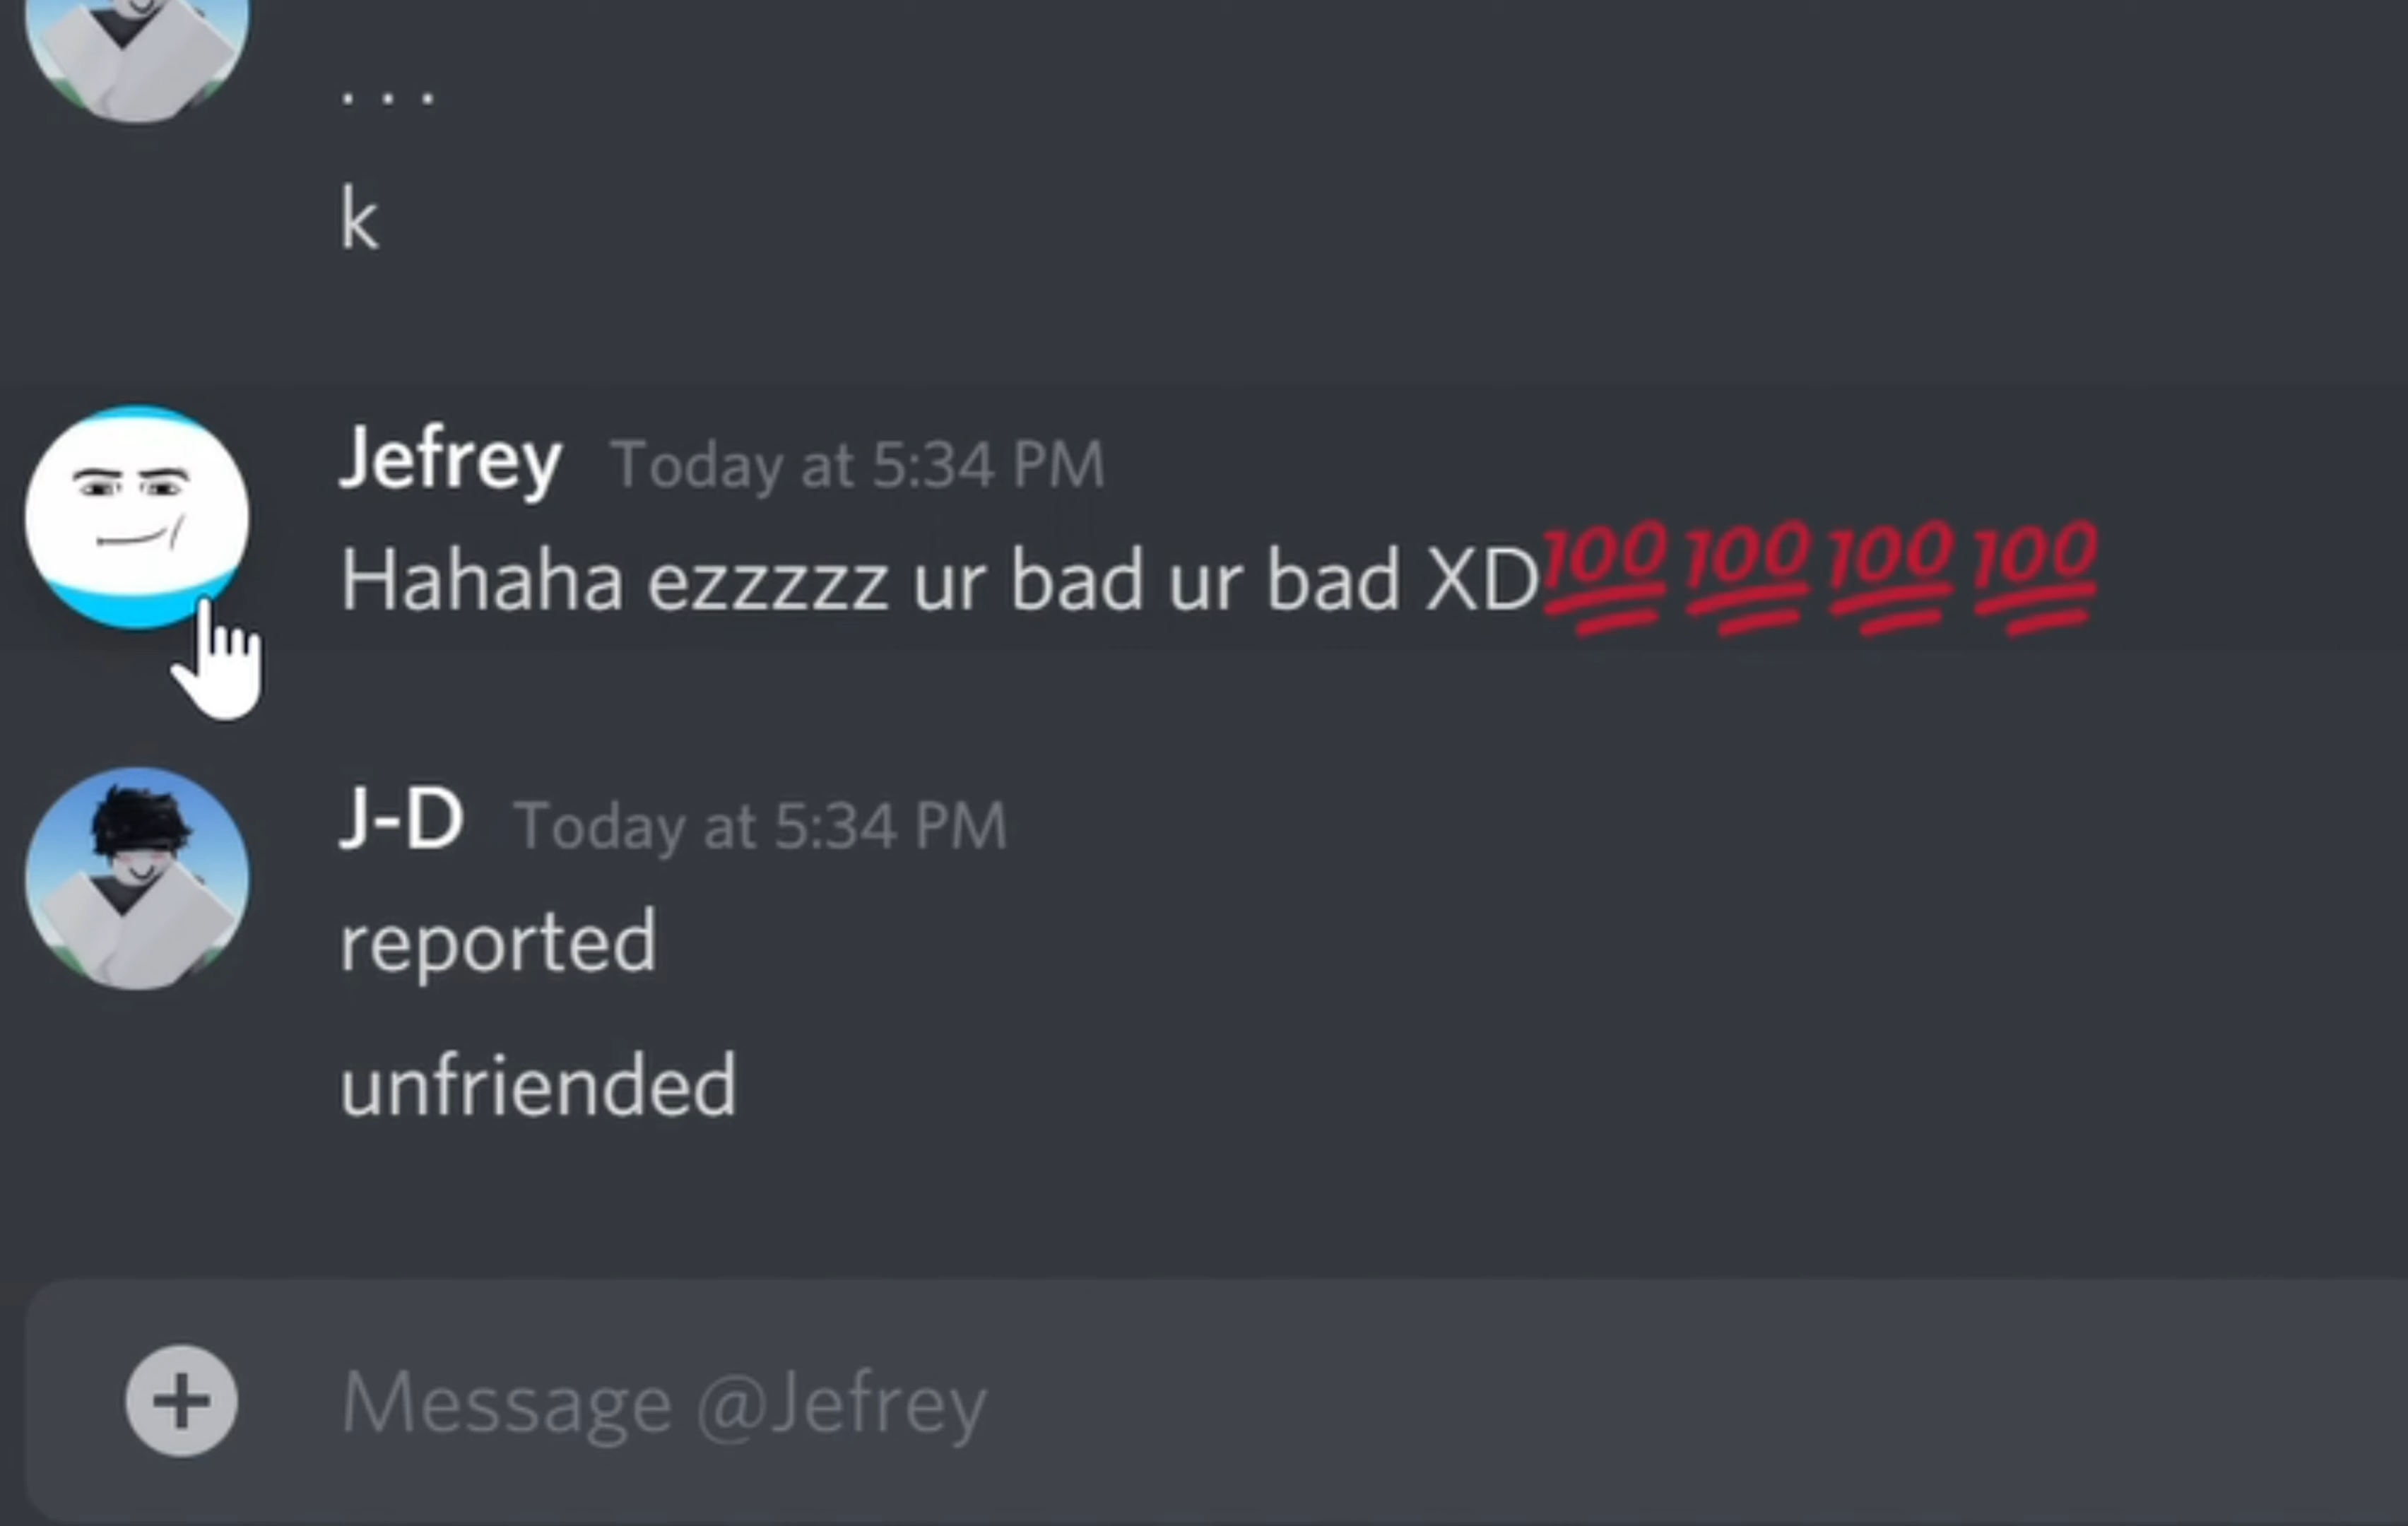 . . .
k
Jefrey Today at 5:34 PM
Hahaha ezzzzz ur bad ur bad XD💯💯💯💯
J-D Today at 5:34 PM
reported
unfriended
Message @Jefrey